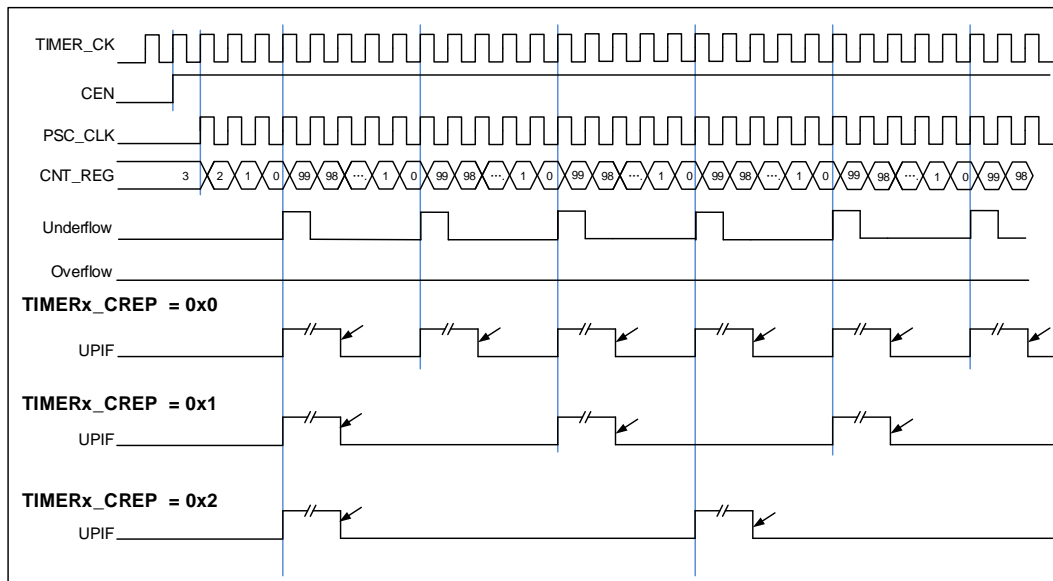 TIMER_CK
CEN
PSC_CLK
CNT_REG 3 2 1 0 99 98 .... 1 0 99 98 .... 1 0 99 98 .... 1 0 99 98 .... 1 0 99 98 .... 1 0 99 98
Underflow
Overflow
TIMERx_CREP = 0x0
UPIF
TIMERx_CREP = 0x1
UPIF
TIMERx_CREP = 0x2
UPIF